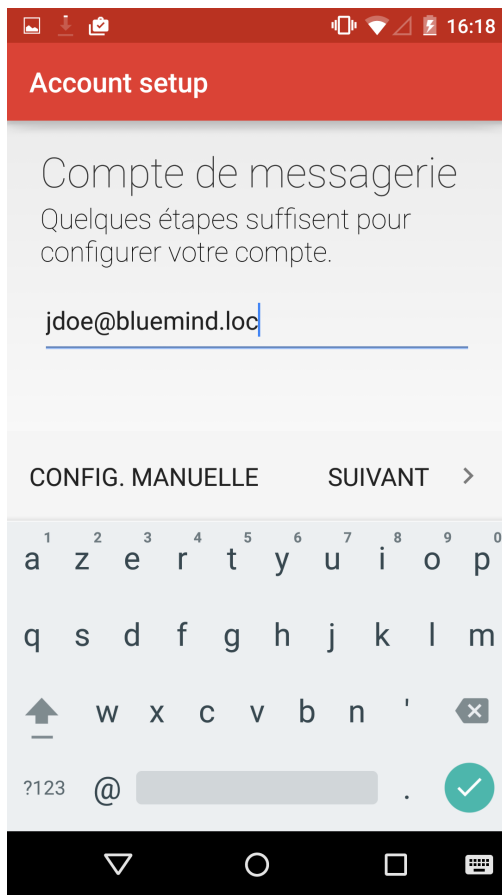 16:18
Account setup
Compte de messagerie
Quelques étapes suffisent pour
configurer votre compte.
jdoe@bluemind.loc
CONFIG. MANUELLE SUIVANT
1 2 3 4 5 6 7 8 9 0
a z e r t y u i o p
q s d f g h j k l m
w x c v b n '
?123 @ .